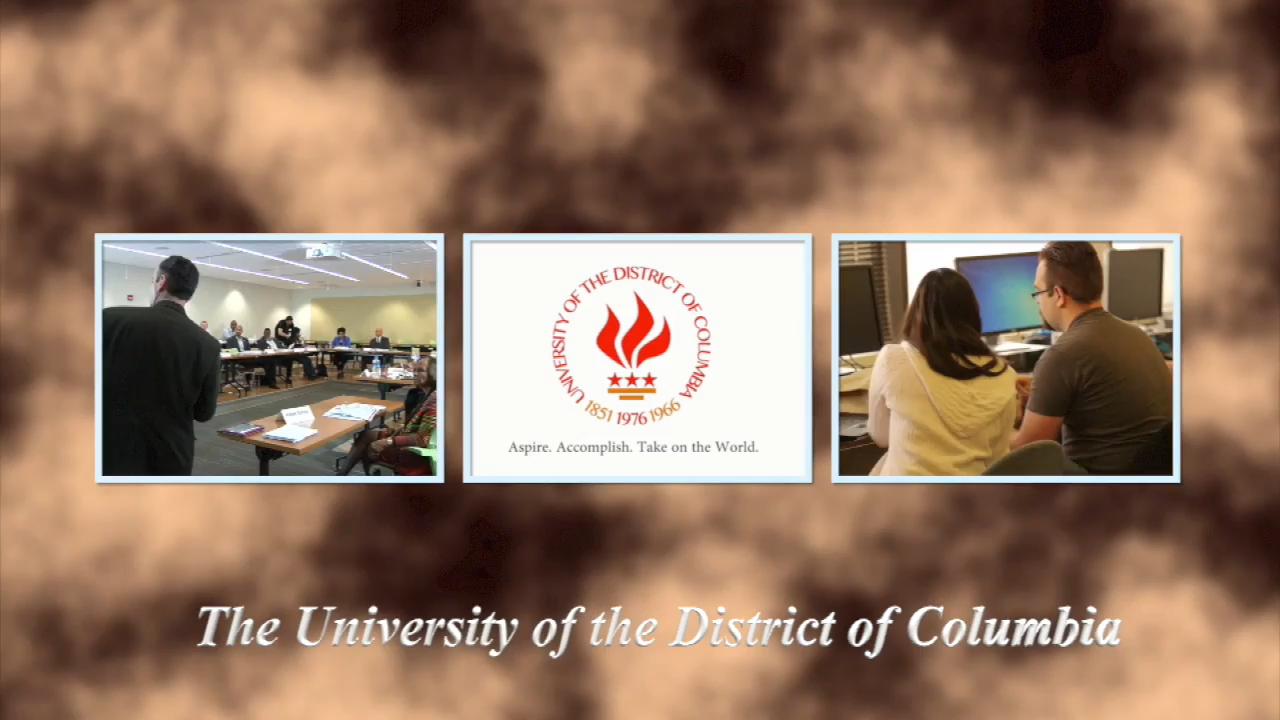 UNIVERSITY OF THE DISTRICT OF COLUMBIA
1851 1976 1966
Aspire. Accomplish. Take on the World.
The University of the District of Columbia